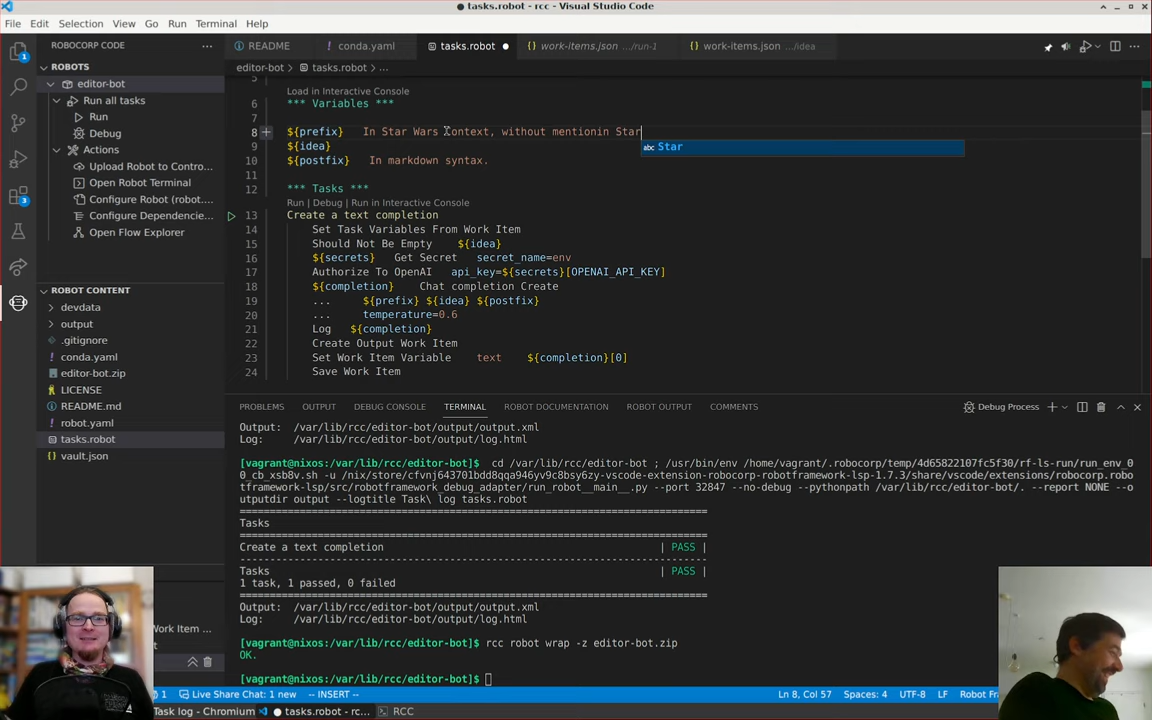 ● tasks.robot - rcc - Visual Studio Code
File Edit Selection View Go Run Terminal Help
ROBOCORP CODE ...
README
conda.yaml
tasks.robot ●
work-items.json .../run-1
work-items.json .../idea
ROBOTS
editor-bot
Run all tasks
Run
Debug
Actions
Upload Robot to Contro...
Open Robot Terminal
Configure Robot (robot....
Configure Dependencie...
Open Flow Explorer
ROBOT CONTENT
devdata
output
.gitignore
conda.yaml
editor-bot.zip
LICENSE
README.md
robot.yaml
tasks.robot
vault.json
Work Item ...
1
3
editor-bot > tasks.robot > ...
5
Load in Interactive Console
6 *** Variables ***
7
8 ${prefix} In Star Wars Context, without mentionin Star
abc Star
9 ${idea}
10 ${postfix} In markdown syntax.
11
12 *** Tasks ***
Run | Debug | Run in Interactive Console
13 Create a text completion
14 Set Task Variables From Work Item
15 Should Not Be Empty ${idea}
16 ${secrets} Get Secret secret_name=env
17 Authorize To OpenAI api_key=${secrets}[OPENAI_API_KEY]
18 ${completion} Chat completion Create
19 ... ${prefix} ${idea} ${postfix}
20 ... temperature=0.6
21 Log ${completion}
22 Create Output Work Item
23 Set Work Item Variable text ${completion}[0]
24 Save Work Item
PROBLEMS OUTPUT DEBUG CONSOLE TERMINAL ROBOT DOCUMENTATION ROBOT OUTPUT COMMENTS
Debug Process
Output: /var/lib/rcc/editor-bot/output/output.xml
Log: /var/lib/rcc/editor-bot/output/log.html
[vagrant@nixos:/var/lib/rcc/editor-bot]$ cd /var/lib/rcc/editor-bot ; /usr/bin/env /home/vagrant/.robocorp/temp/4d65822107fc5f30/rf-ls-run/run_env_0
0_cb_xsb8v.sh -u /nix/store/cfvnj643701bdd8qqa946yv9c8bsy6zy-vscode-extension-robocorp-robotframework-lsp-1.7.3/share/vscode/extensions/robocorp.robo
tframework-lsp/src/robotframework_debug_adapter/run_robot__main__.py --port 32847 --no-debug --pythonpath /var/lib/rcc/editor-bot/. --report NONE --o
utputdir output --logtitle Task\ log tasks.robot
==============================================================================
Tasks
==============================================================================
Create a text completion | PASS |
------------------------------------------------------------------------------
Tasks | PASS |
1 task, 1 passed, 0 failed
==============================================================================
Output: /var/lib/rcc/editor-bot/output/output.xml
Log: /var/lib/rcc/editor-bot/output/log.html
[vagrant@nixos:/var/lib/rcc/editor-bot]$ rcc robot wrap -z editor-bot.zip
OK.
[vagrant@nixos:/var/lib/rcc/editor-bot]$
1 Live Share Chat: 1 new -- INSERT -- Ln 8, Col 57 Spaces: 4 UTF-8 LF Robot Fra
Task log - Chromium ● tasks.robot - rc... RCC